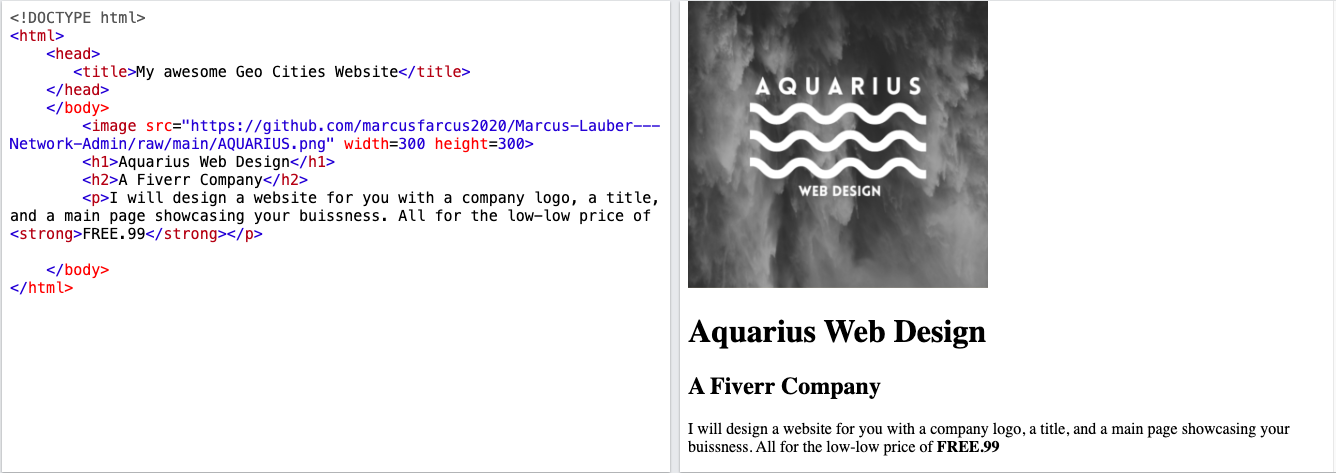 <!DOCTYPE html>
<html>
<head>
<title>My awesome Geo Cities Website</title>
</head>
</body>
<image src="https://github.com/marcusfarcus2020/Marcus-Lauber---
Network-Admin/raw/main/AQUARIUS.png" width=300 height=300>
<h1>Aquarius Web Design</h1>
<h2>A Fiverr Company</h2>
<p>I will design a website for you with a company logo, a title,
and a main page showcasing your buissness. All for the low-low price of
<strong>FREE.99</strong></p>
</body>
</html>
AQUARIUS
WEB DESIGN
Aquarius Web Design
A Fiverr Company
I will design a website for you with a company logo, a title, and a main page showcasing your
buissness. All for the low-low price of FREE.99